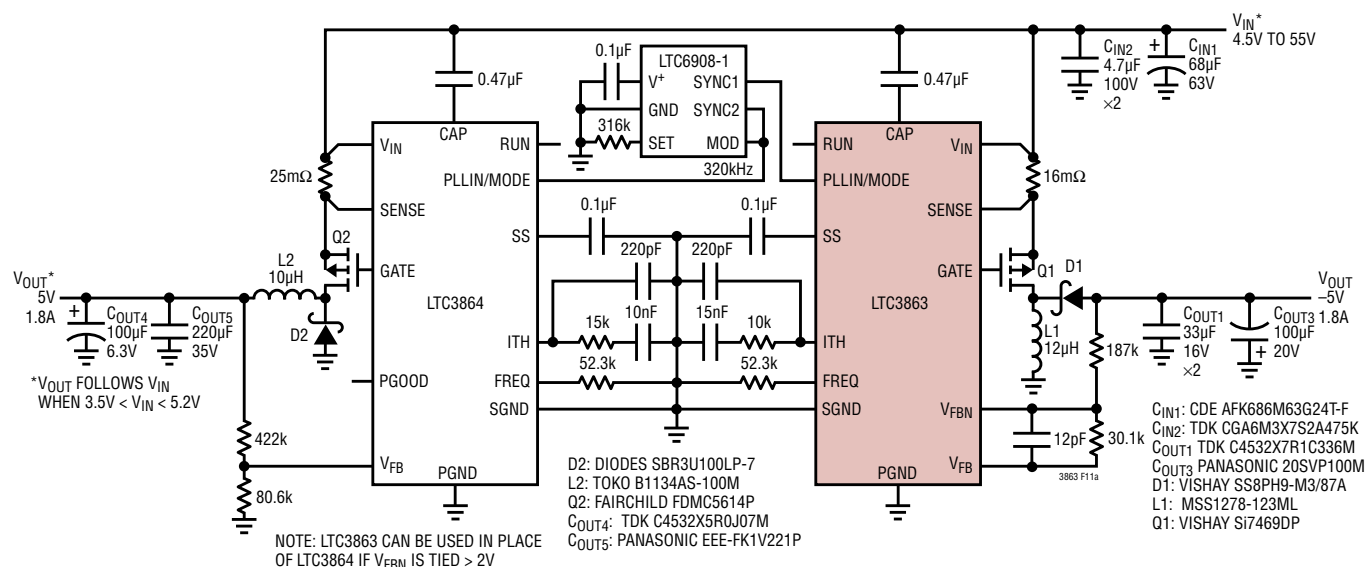 VIN*
4.5V TO 55V
CIN2
4.7µF
100V
×2
CIN1
68µF
63V
+
0.47µF
0.1µF
LTC6908-1
V+
SYNC1
GND
SYNC2
SET
MOD
316k
320kHz
0.47µF
CAP
VIN
RUN
PLLIN/MODE
25mΩ
SENSE
SS
Q2
GATE
LTC3864
L2
10µH
VOUT*
5V
1.8A
+
COUT4
100µF
6.3V
COUT5
220µF
35V
D2
ITH
PGOOD
FREQ
SGND
*VOUT FOLLOWS VIN
WHEN 3.5V < VIN < 5.2V
422k
VFB
80.6k
PGND
0.1µF
0.1µF
220pF
220pF
10nF
15nF
15k
10k
52.3k
52.3k
CAP
RUN
VIN
PLLIN/MODE
16mΩ
SENSE
SS
GATE
Q1
D1
LTC3863
VOUT
–5V
1.8A
L1
12µH
COUT1
33µF
16V
×2
COUT3
100µF
20V
+
187k
ITH
FREQ
SGND
VFBN
12pF
30.1k
VFB
PGND
3863 F11a
D2: DIODES SBR3U100LP-7
L2: TOKO B1134AS-100M
Q2: FAIRCHILD FDMC5614P
COUT4: TDK C4532X5R0J07M
COUT5: PANASONIC EEE-FK1V221P
CIN1: CDE AFK686M63G24T-F
CIN2: TDK CGA6M3X7S2A475K
COUT1 TDK C4532X7R1C336M
COUT3 PANASONIC 20SVP100M
D1: VISHAY SS8PH9-M3/87A
L1: MSS1278-123ML
Q1: VISHAY Si7469DP
NOTE: LTC3863 CAN BE USED IN PLACE
OF LTC3864 IF VFBN IS TIED > 2V